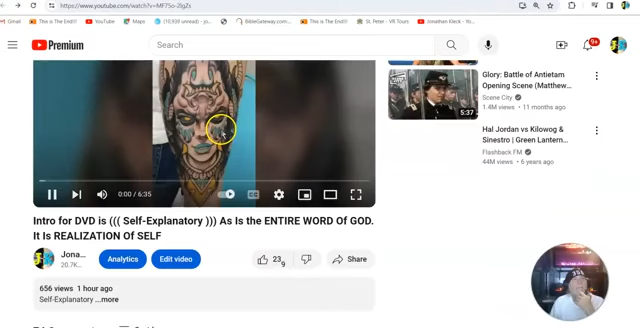 https://www.youtube.com/watch?v=MF75o-2lgZs
Gmail This is The End!!! YouTube Maps (10,939 unread) - jrock... BibleGateway.com... This is The End!!! St. Peter - VR Tours Jonathan Kleck - Yo...
Premium
Search
9+
Glory: Battle of Antietam
Opening Scene (Matthew...
Scene City
1.4M views • 11 months ago
5:37
Hal Jordan vs Kilowog &
Sinestro | Green Lantern...
Flashback FM
44M views • 6 years ago
0:00 / 6:35
CC
Intro for DVD is ((( Self-Explanatory ))) As Is the ENTIRE WORD Of GOD.
It Is REALIZATION Of SELF
Jona...
20.7K...
Analytics
Edit video
239
Share
656 views 1 hour ago
Self-Explanatory ...more